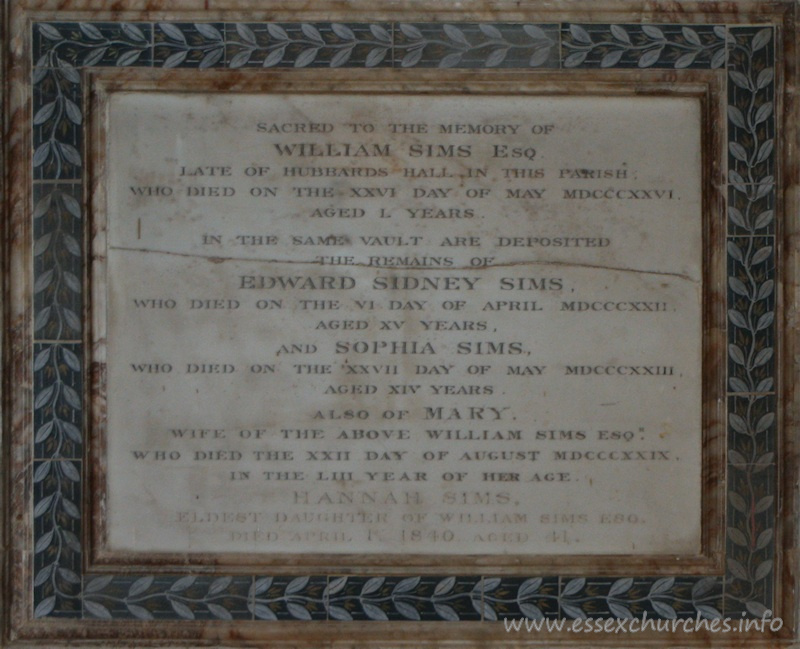 SACRED TO THE MEMORY OF
WILLIAM SIMS ESQ
LATE OF HUBBARDS HALL IN THIS PARISH,
WHO DIED ON THE XXVI DAY OF MAY MDCCCXXVI.
AGED L YEARS.
IN THE SAME VAULT ARE DEPOSITED
THE REMAINS OF
EDWARD SIDNEY SIMS,
WHO DIED ON THE VI DAY OF APRIL MDCCCXXII.
AGED XV YEARS,
AND SOPHIA SIMS,
WHO DIED ON THE XXVII DAY OF MAY MDCCCXXIII,
AGED XIV YEARS.
ALSO OF MARY,
WIFE OF THE ABOVE WILLIAM SIMS ESQR.
WHO DIED THE XXII DAY OF AUGUST MDCCCXXIX,
IN THE LIII YEAR OF HER AGE.
HANNAH SIMS,
ELDEST DAUGHTER OF WILLIAM SIMS ESQ.
DIED APRIL 1. 1840 AGED 41.
www.essexchurches.info